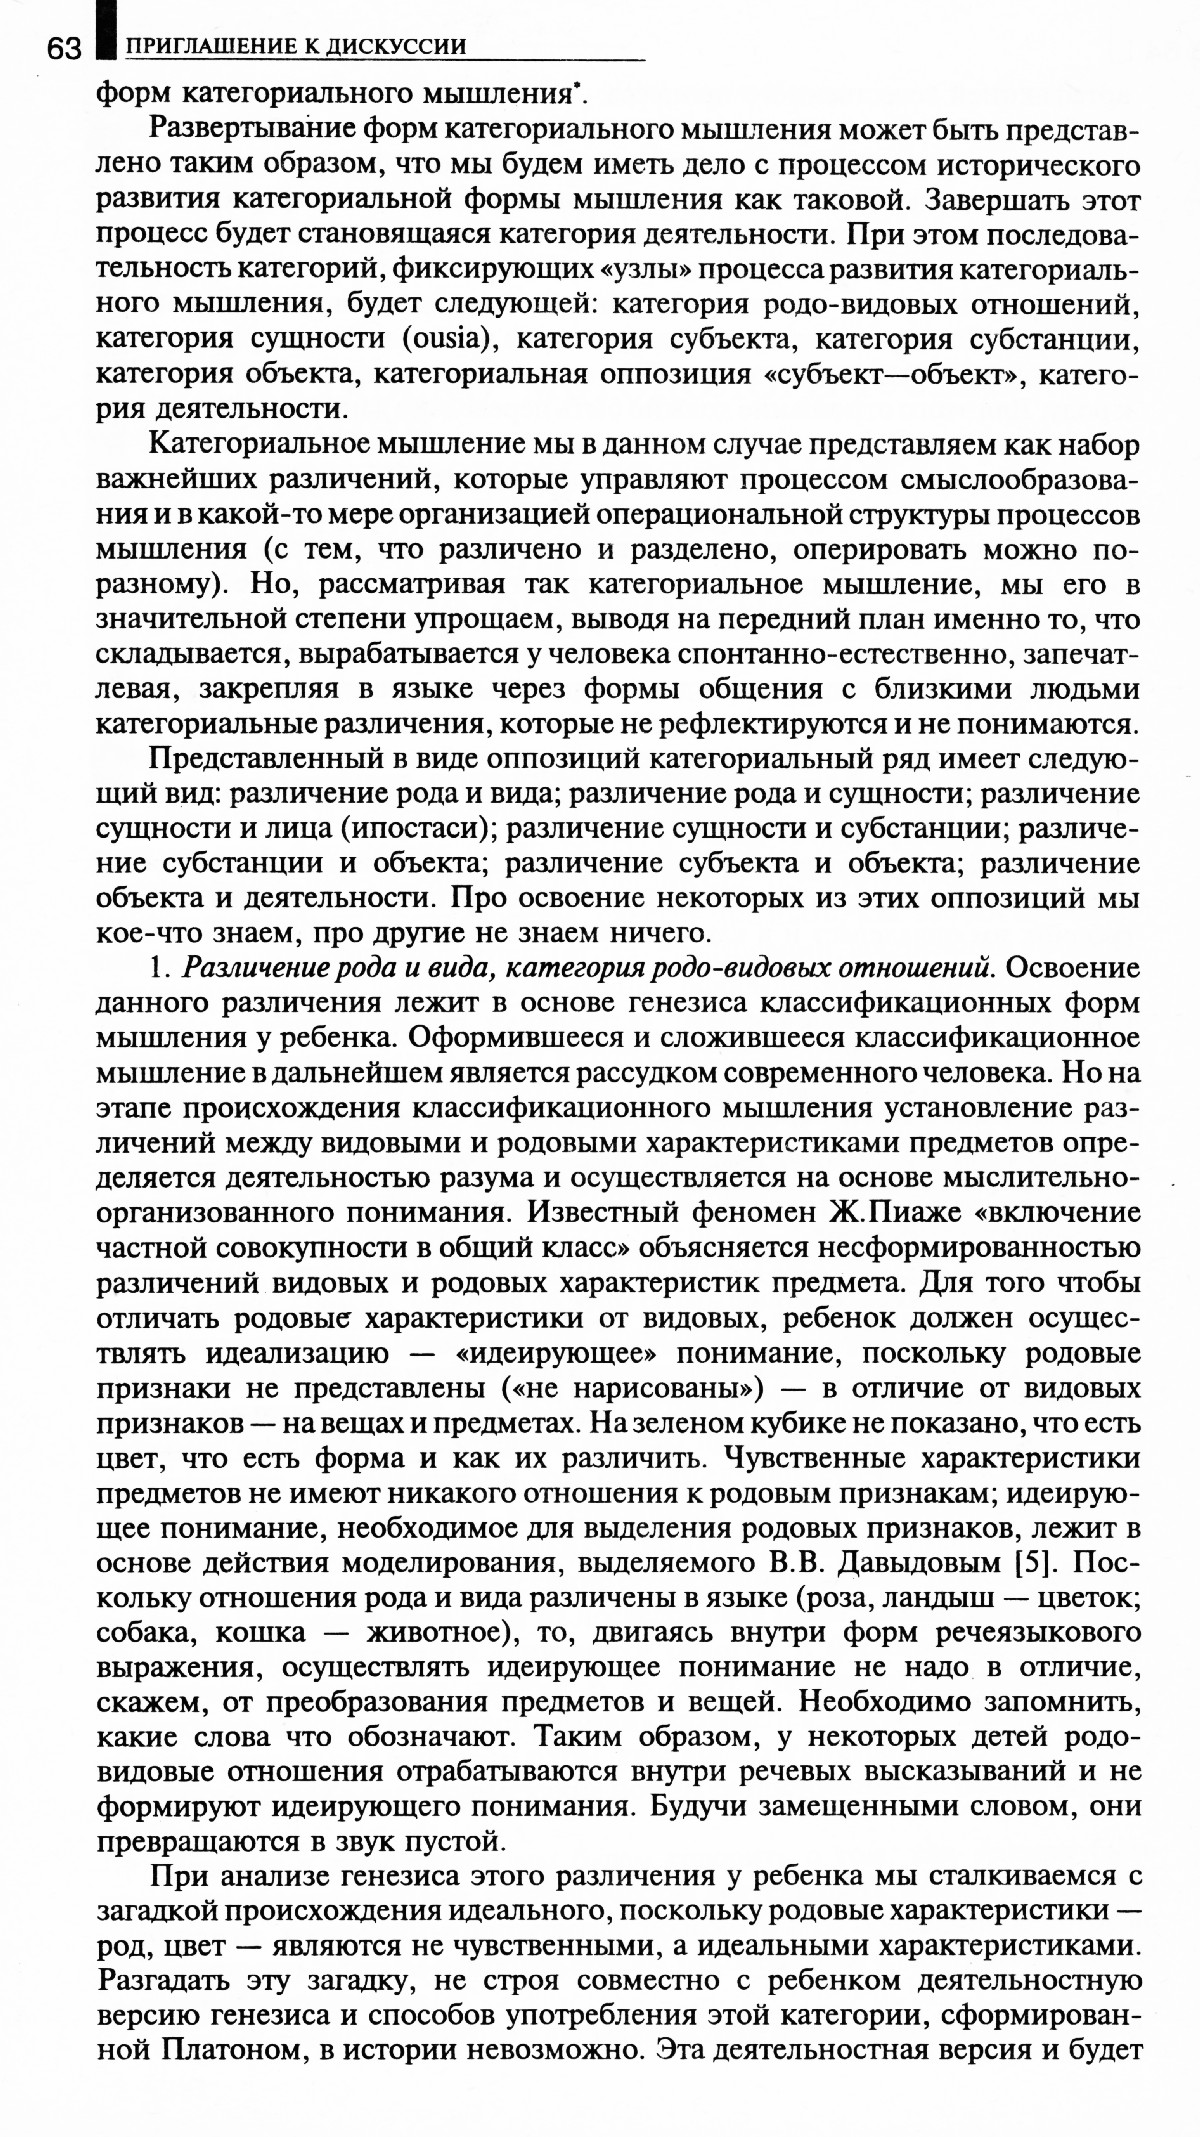 63 ПРИГЛАШЕНИЕ К ДИСКУССИИ
форм категориального мышления*.
Развертывание форм категориального мышления может быть представ-
лено таким образом, что мы будем иметь дело с процессом исторического
развития категориальной формы мышления как таковой. Завершать этот
процесс будет становящаяся категория деятельности. При этом последова-
тельность категорий, фиксирующих «узлы» процесса развития категориаль-
ного мышления, будет следующей: категория родо-видовых отношений,
категория сущности (ousia), категория субъекта, категория субстанции,
категория объекта, категориальная оппозиция «субъект—объект», катего-
рия деятельности.
Категориальное мышление мы в данном случае представляем как набор
важнейших различений, которые управляют процессом смыслообразова-
ния и в какой-то мере организацией операциональной структуры процессов
мышления (с тем, что различено и разделено, оперировать можно по-
разному). Но, рассматривая так категориальное мышление, мы его в
значительной степени упрощаем, выводя на передний план именно то, что
складывается, вырабатывается у человека спонтанно-естественно, запечат-
левая, закрепляя в языке через формы общения с близкими людьми
категориальные различения, которые не рефлектируются и не понимаются.
Представленный в виде оппозиций категориальный ряд имеет следую-
щий вид: различение рода и вида; различение рода и сущности; различение
сущности и лица (ипостаси); различение сущности и субстанции; различе-
ние субстанции и объекта; различение субъекта и объекта; различение
объекта и деятельности. Про освоение некоторых из этих оппозиций мы
кое-что знаем, про другие не знаем ничего.
1. Различение рода и вида, категория родо-видовых отношений. Освоение
данного различения лежит в основе генезиса классификационных форм
мышления у ребенка. Оформившееся и сложившееся классификационное
мышление в дальнейшем является рассудком современного человека. Но на
этапе происхождения классификационного мышления установление раз-
личений между видовыми и родовыми характеристиками предметов опре-
деляется деятельностью разума и осуществляется на основе мыслительно-
организованного понимания. Известный феномен Ж.Пиаже «включение
частной совокупности в общий класс» объясняется несформированностью
различений видовых и родовых характеристик предмета. Для того чтобы
отличать родовые характеристики от видовых, ребенок должен осущес-
твлять идеализацию — «идеирующее» понимание, поскольку родовые
признаки не представлены («не нарисованы») — в отличие от видовых
признаков — на вещах и предметах. На зеленом кубике не показано, что есть
цвет, что есть форма и как их различить. Чувственные характеристики
предметов не имеют никакого отношения к родовым признакам; идеирую-
щее понимание, необходимое для выделения родовых признаков, лежит в
основе действия моделирования, выделяемого В.В. Давыдовым [5]. Пос-
кольку отношения рода и вида различены в языке (роза, ландыш — цветок;
собака, кошка — животное), то, двигаясь внутри форм речеязыкового
выражения, осуществлять идеирующее понимание не надо в отличие,
скажем, от преобразования предметов и вещей. Необходимо запомнить,
какие слова что обозначают. Таким образом, у некоторых детей родо-
видовые отношения отрабатываются внутри речевых высказываний и не
формируют идеирующего понимания. Будучи замещенными словом, они
превращаются в звук пустой.
При анализе генезиса этого различения у ребенка мы сталкиваемся с
загадкой происхождения идеального, поскольку родовые характеристики —
род, цвет — являются не чувственными, а идеальными характеристиками.
Разгадать эту загадку, не строя совместно с ребенком деятельностную
версию генезиса и способов употребления этой категории, сформирован-
ной Платоном, в истории невозможно. Эта деятельностная версия и будет